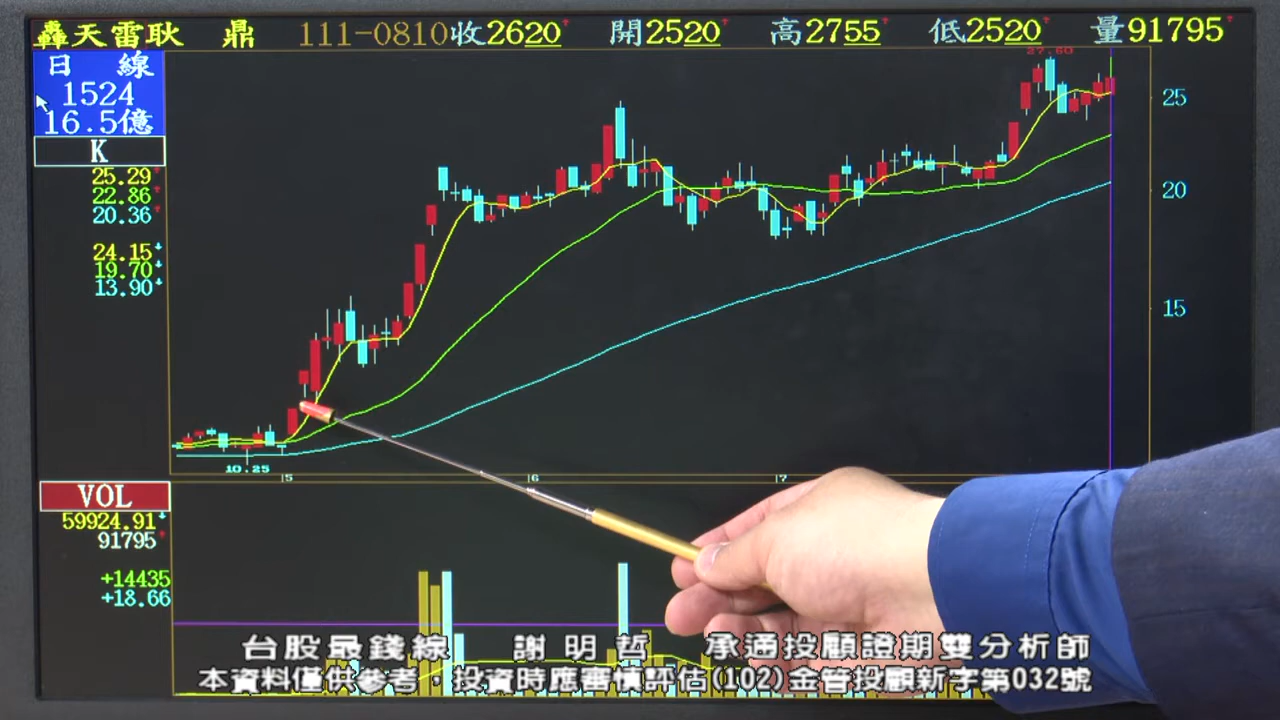 轟天雷耿 鼎 111-0810收2620 開2520 高2755 低2520 量91795
日 線
1524
16.5億
K
25.29
22.86
20.36
24.15
19.70
13.90
27.60
25
20
15
10.25
5 6 7
VOL
59924.91
91795
+14435
+18.66
台股最錢線 謝明哲 承通投顧證期雙分析師
本資料僅供參考，投資時應審慎評估(102)金管投顧新字第032號